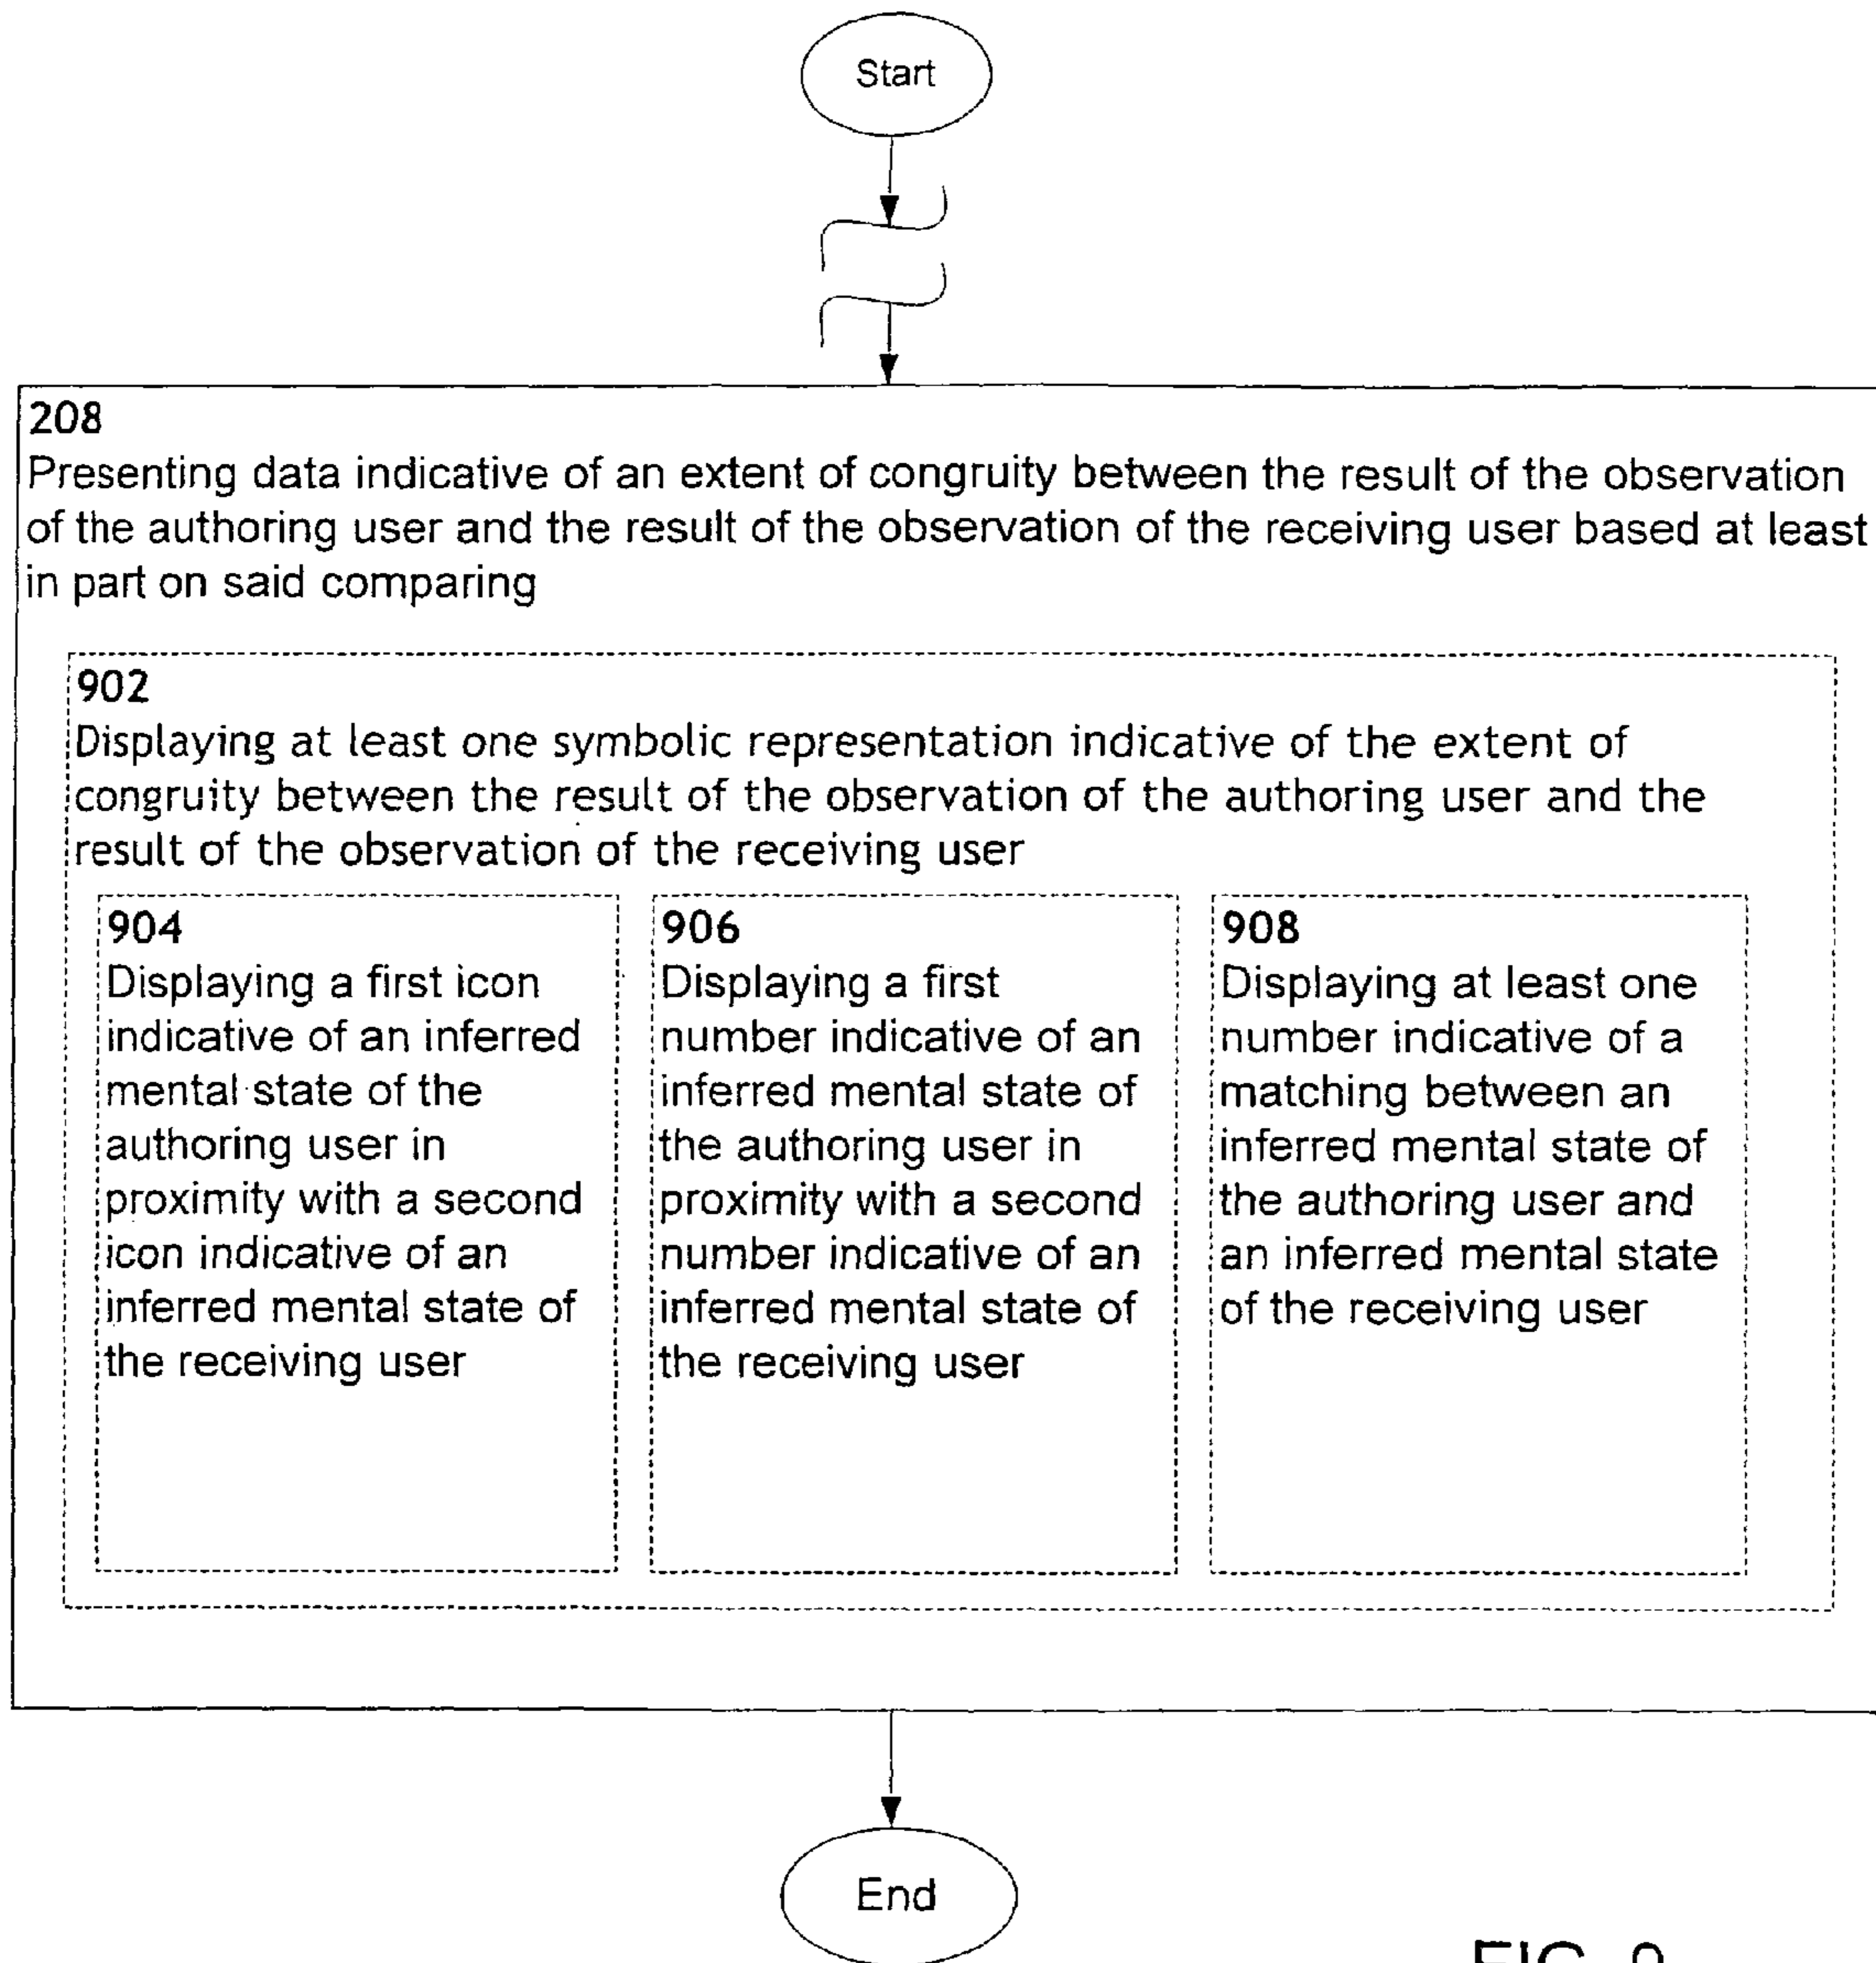 Start
208
Presenting data indicative of an extent of congruity between the result of the observation
of the authoring user and the result of the observation of the receiving user based at least
in part on said comparing
902
Displaying at least one symbolic representation indicative of the extent of
congruity between the result of the observation of the authoring user and the
result of the observation of the receiving user
904
Displaying a first icon
indicative of an inferred
mental state of the
authoring user in
proximity with a second
icon indicative of an
inferred mental state of
the receiving user
906
Displaying a first
number indicative of an
inferred mental state of
the authoring user in
proximity with a second
number indicative of an
inferred mental state of
the receiving user
908
Displaying at least one
number indicative of a
matching between an
inferred mental state of
the authoring user and
an inferred mental state
of the receiving user
End
FIG. 9